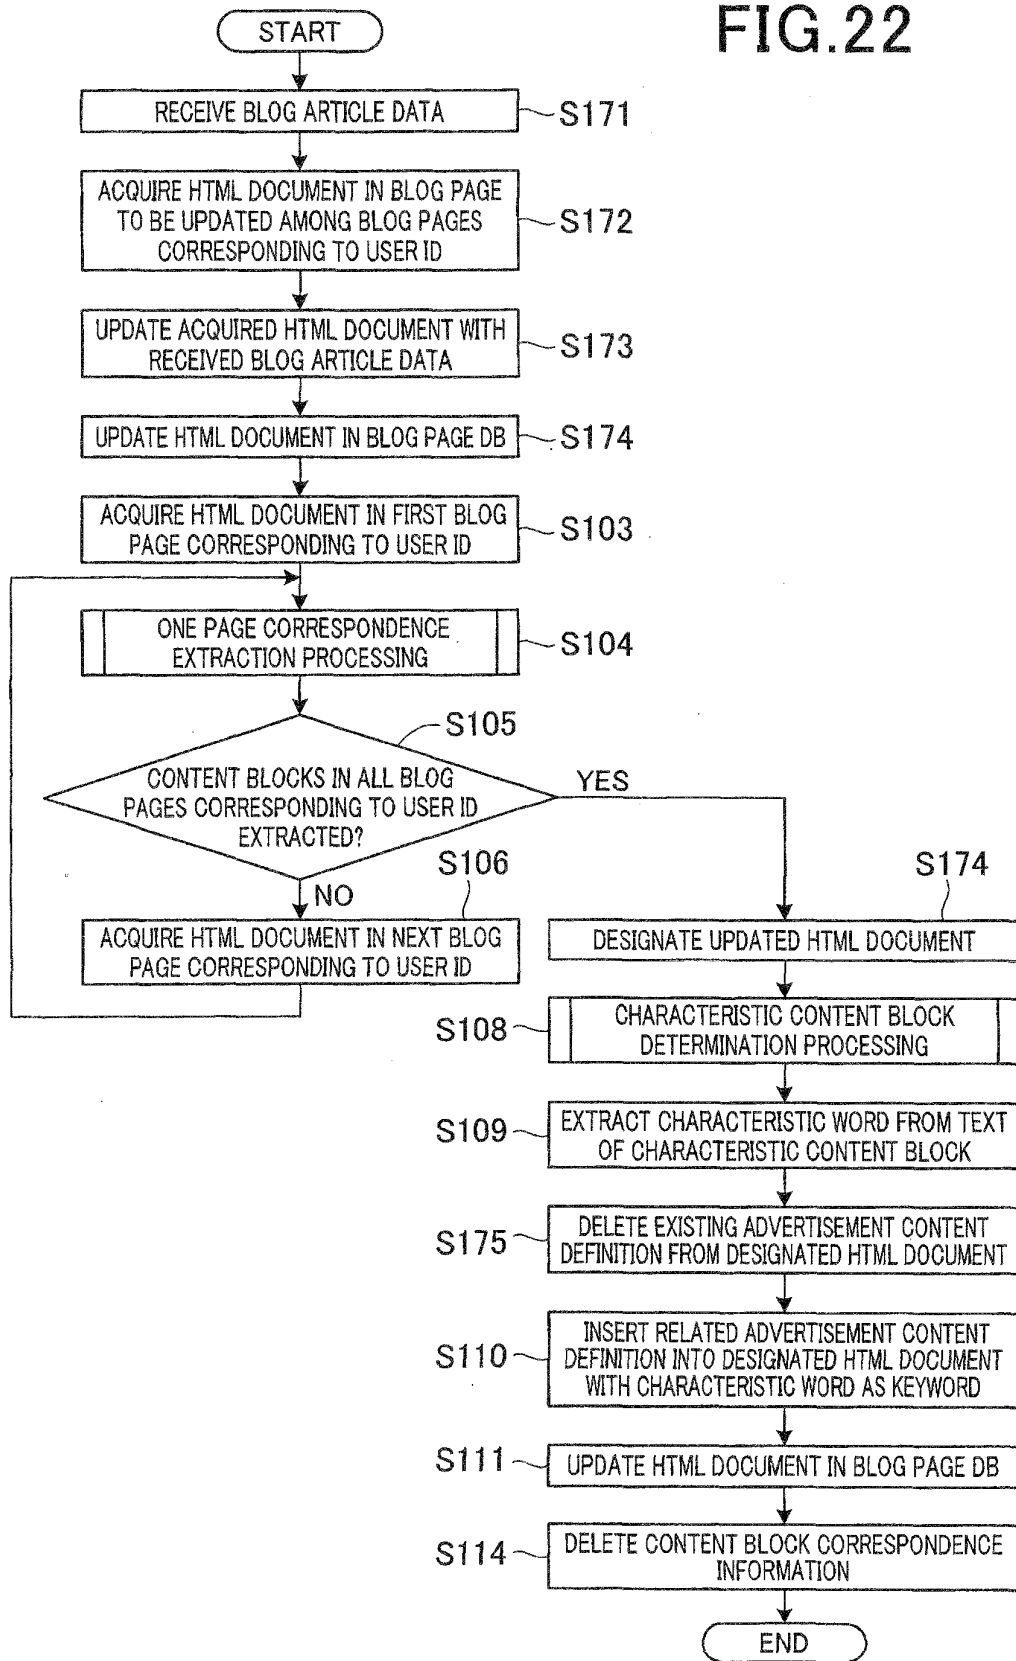 FIG.22
START
RECEIVE BLOG ARTICLE DATA
S171
ACQUIRE HTML DOCUMENT IN BLOG PAGE
TO BE UPDATED AMONG BLOG PAGES
CORRESPONDING TO USER ID
S172
UPDATE ACQUIRED HTML DOCUMENT WITH
RECEIVED BLOG ARTICLE DATA
S173
UPDATE HTML DOCUMENT IN BLOG PAGE DB
S174
ACQUIRE HTML DOCUMENT IN FIRST BLOG
PAGE CORRESPONDING TO USER ID
S103
ONE PAGE CORRESPONDENCE
EXTRACTION PROCESSING
S104
S105
CONTENT BLOCKS IN ALL BLOG
PAGES CORRESPONDING TO USER ID
EXTRACTED?
YES
NO
S106
ACQUIRE HTML DOCUMENT IN NEXT BLOG
PAGE CORRESPONDING TO USER ID
S174
DESIGNATE UPDATED HTML DOCUMENT
S108
CHARACTERISTIC CONTENT BLOCK
DETERMINATION PROCESSING
S109
EXTRACT CHARACTERISTIC WORD FROM TEXT
OF CHARACTERISTIC CONTENT BLOCK
S175
DELETE EXISTING ADVERTISEMENT CONTENT
DEFINITION FROM DESIGNATED HTML DOCUMENT
S110
INSERT RELATED ADVERTISEMENT CONTENT
DEFINITION INTO DESIGNATED HTML DOCUMENT
WITH CHARACTERISTIC WORD AS KEYWORD
S111
UPDATE HTML DOCUMENT IN BLOG PAGE DB
S114
DELETE CONTENT BLOCK CORRESPONDENCE
INFORMATION
END